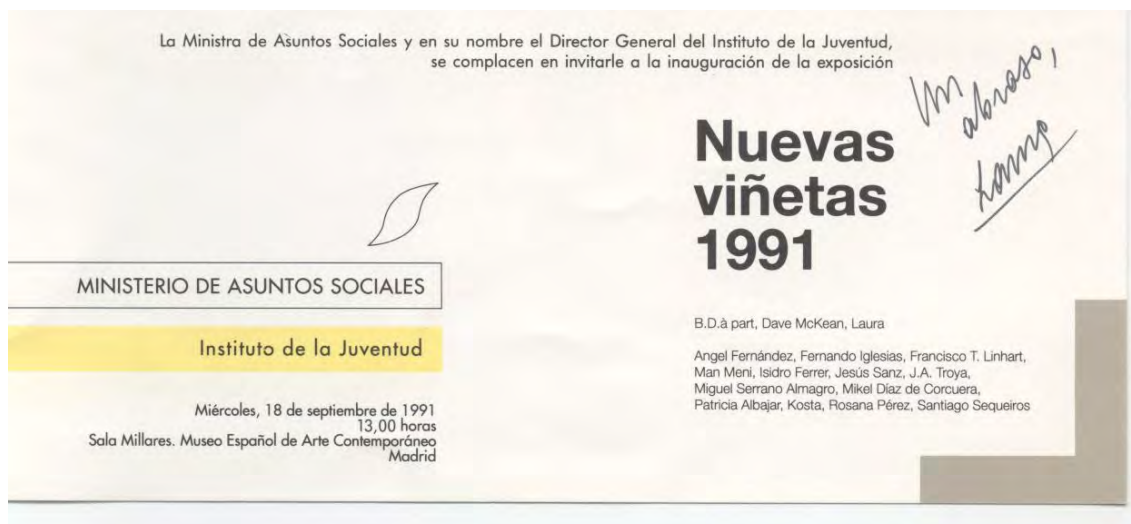 La Ministra de Asuntos Sociales y en su nombre el Director General del Instituto de la Juventud,
se complacen en invitarle a la inauguración de la exposición
Un
abrazo,
Nuevas
viñetas
1991
MINISTERIO DE ASUNTOS SOCIALES
Instituto de la Juventud
Miércoles, 18 de septiembre de 1991
13,00 horas
Sala Millares. Museo Español de Arte Contemporáneo
Madrid
B.D.à part, Dave McKean, Laura
Angel Fernández, Fernando Iglesias, Francisco T. Linhart,
Man Meni, Isidro Ferrer, Jesús Sanz, J.A. Troya,
Miguel Serrano Almagro, Mikel Díaz de Corcuera,
Patricia Albajar, Kosta, Rosana Pérez, Santiago Sequeiros